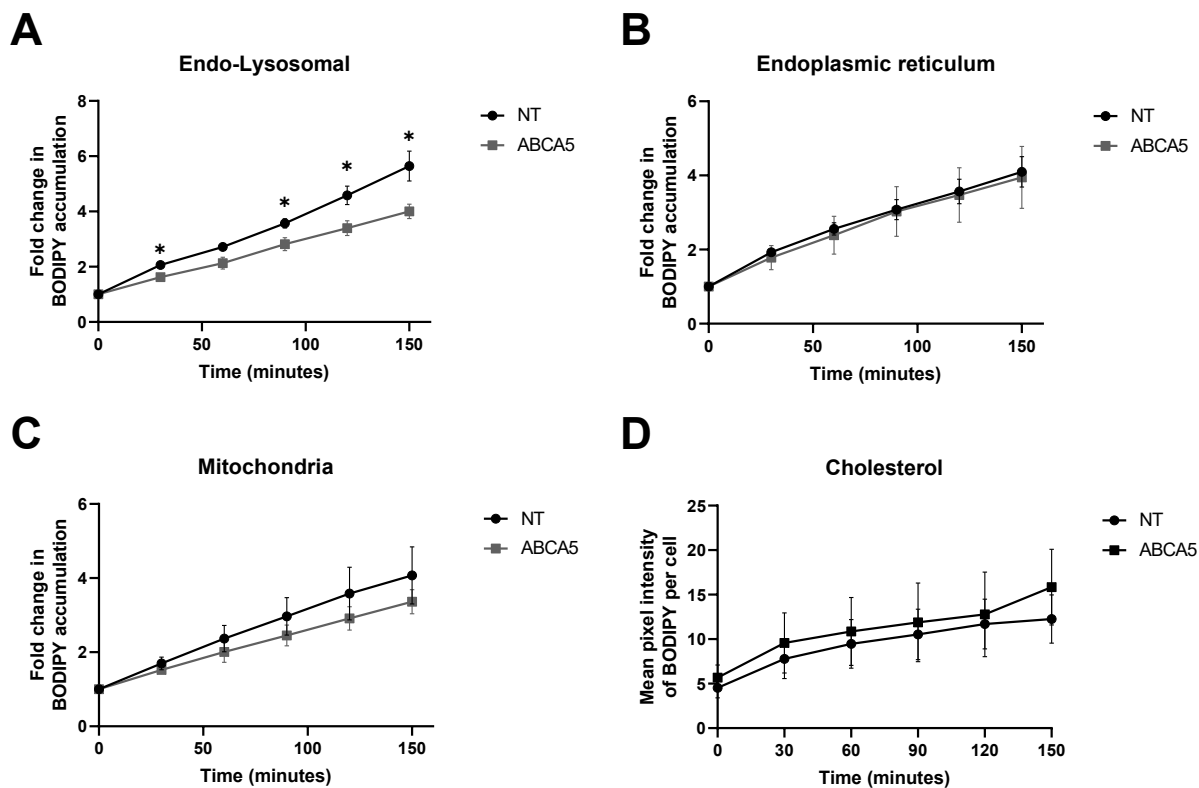 A
Endo-Lysosomal
Fold change in
BODIPY accumulation
8
6
4
2
0
*
*
*
*
0
50
100
150
Time (minutes)
NT
ABCA5
B
Endoplasmic reticulum
Fold change in
BODIPY accumulation
6
4
2
0
0
50
100
150
Time (minutes)
NT
ABCA5
C
Mitochondria
Fold change in
BODIPY accumulation
6
4
2
0
0
50
100
150
Time (minutes)
NT
ABCA5
D
Cholesterol
Mean pixel intensity
of BODIPY per cell
25
20
15
10
5
0
0
30
60
90
120
150
Time (minutes)
NT
ABCA5